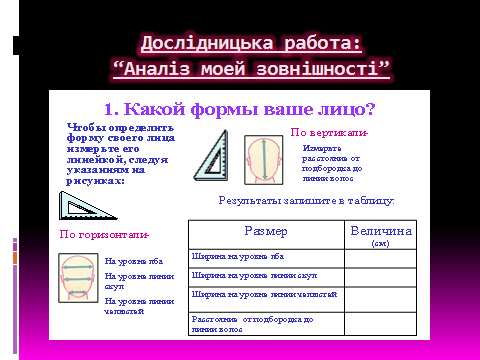 Дослідницька работа:
“Аналіз моей зовнішності”
1. Какой формы ваше лицо?
Чтобы определить
форму своего лица
измерьте его
линейкой, следуя
указаниям на
рисунках:
По вертикали-
Измерьте
расстояние от
подбородка до
линии волос
Результаты запишите в таблицу:
По горизонтали-
На уровне лба
На уровне линии
скул
На уровне линии
челюстей
Размер
Величина
(см)
Ширина на уровне лба
Ширина на уровне линии скул
Ширина на уровне линии челюстей
Расстояние от подбородка до
линии волос